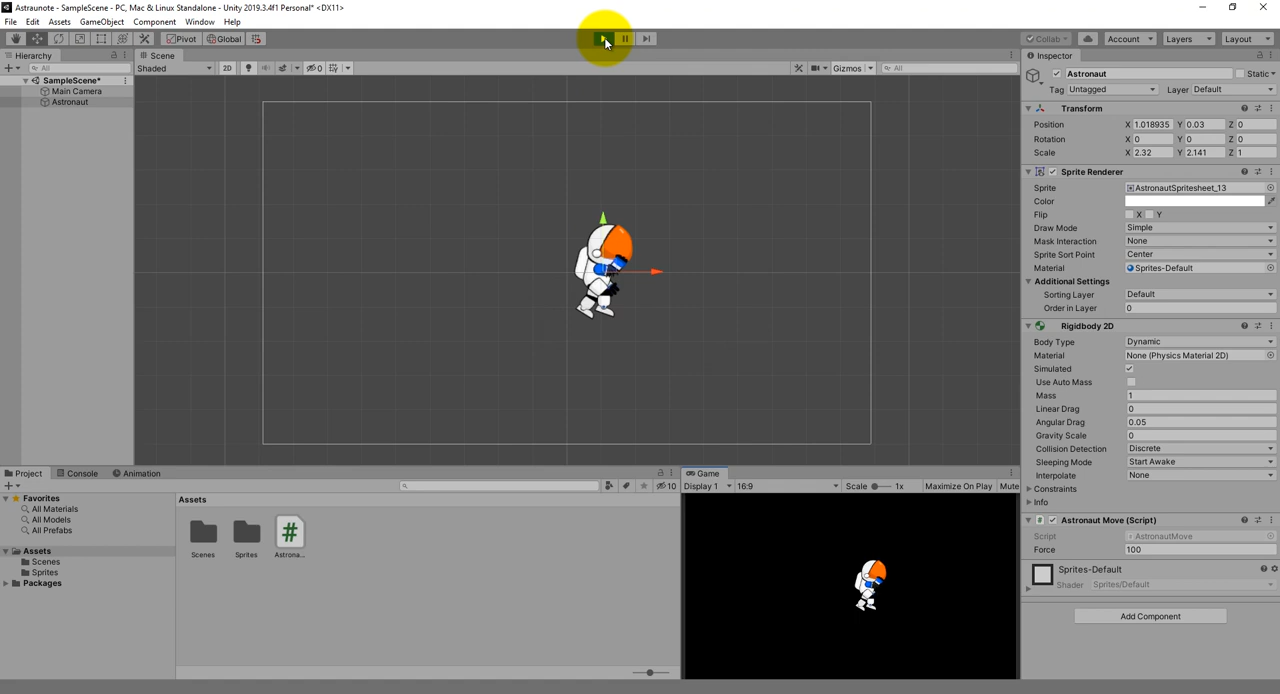 Astraunote - SampleScene - PC, Mac & Linux Standalone - Unity 2019.3.4f1 Personal* <DX11>
File Edit Assets GameObject Component Window Help
Pivot Global Collab Account Layers Layout
Hierarchy
All
SampleScene*
Main Camera
Astronaut
Scene
Shaded 2D 0 Gizmos All
Inspector
Astronaut Static
Tag Untagged Layer Default
Transform
Position X 1.018935 Y 0.03 Z 0
Rotation X 0 Y 0 Z 0
Scale X 2.32 Y 2.141 Z 1
Sprite Renderer
Sprite AstronautSpritesheet_13
Color
Flip X Y
Draw Mode Simple
Mask Interaction None
Sprite Sort Point Center
Material Sprites-Default
Additional Settings
Sorting Layer Default
Order in Layer 0
Rigidbody 2D
Body Type Dynamic
Material None (Physics Material 2D)
Simulated
Use Auto Mass
Mass 1
Linear Drag 0
Angular Drag 0.05
Gravity Scale 0
Collision Detection Discrete
Sleeping Mode Start Awake
Interpolate None
Constraints
Info
Astronaut Move (Script)
Script AstronautMove
Force 100
Sprites-Default
Shader Sprites/Default
Add Component
Project Console Animation
10
Favorites
All Materials
All Models
All Prefabs
Assets
Scenes
Sprites
Packages
Assets
Scenes Sprites Astrona...
Game
Display 1 16:9 Scale 1x Maximize On Play Mute